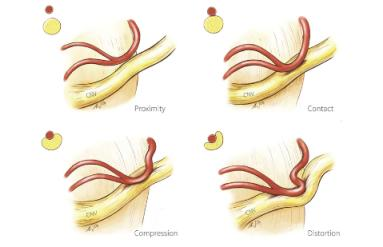 CNV
Proximity
CNV
Contact
CNV
Compression
CNV
Distortion